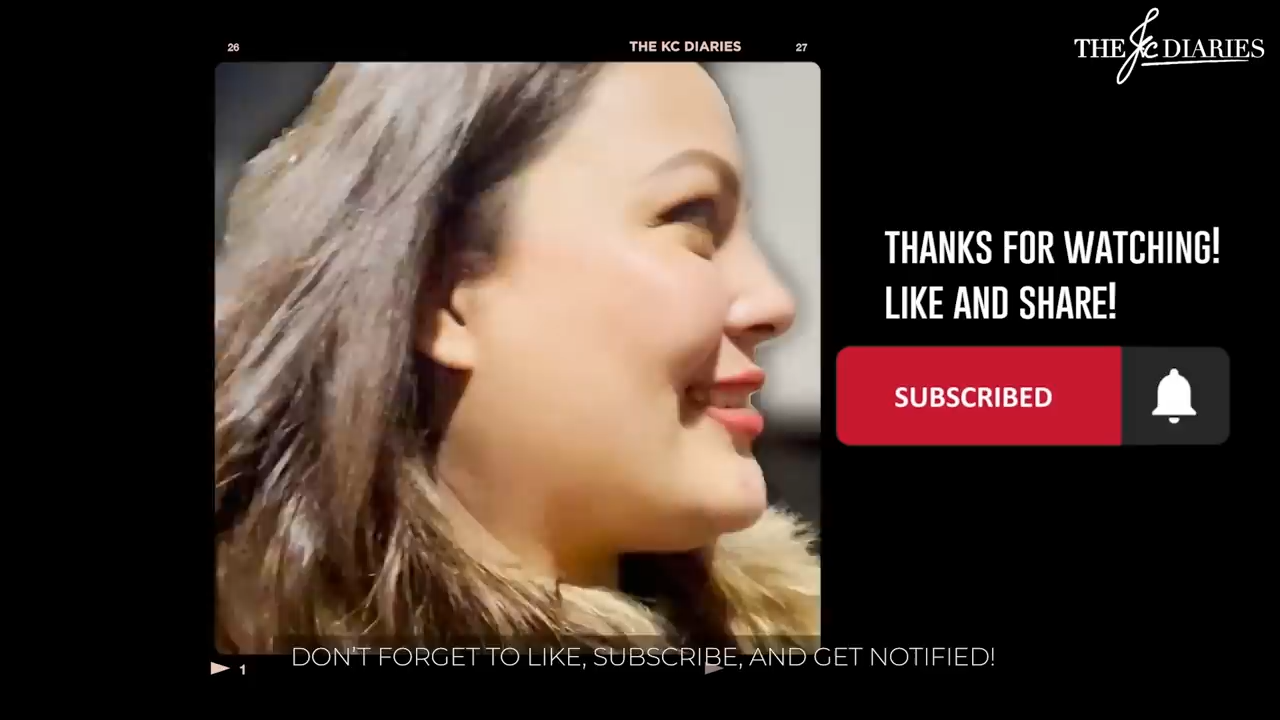 26
THE KC DIARIES
27
THE KC DIARIES
THANKS FOR WATCHING!
LIKE AND SHARE!
SUBSCRIBED
DON'T FORGET TO LIKE, SUBSCRIBE, AND GET NOTIFIED!
1